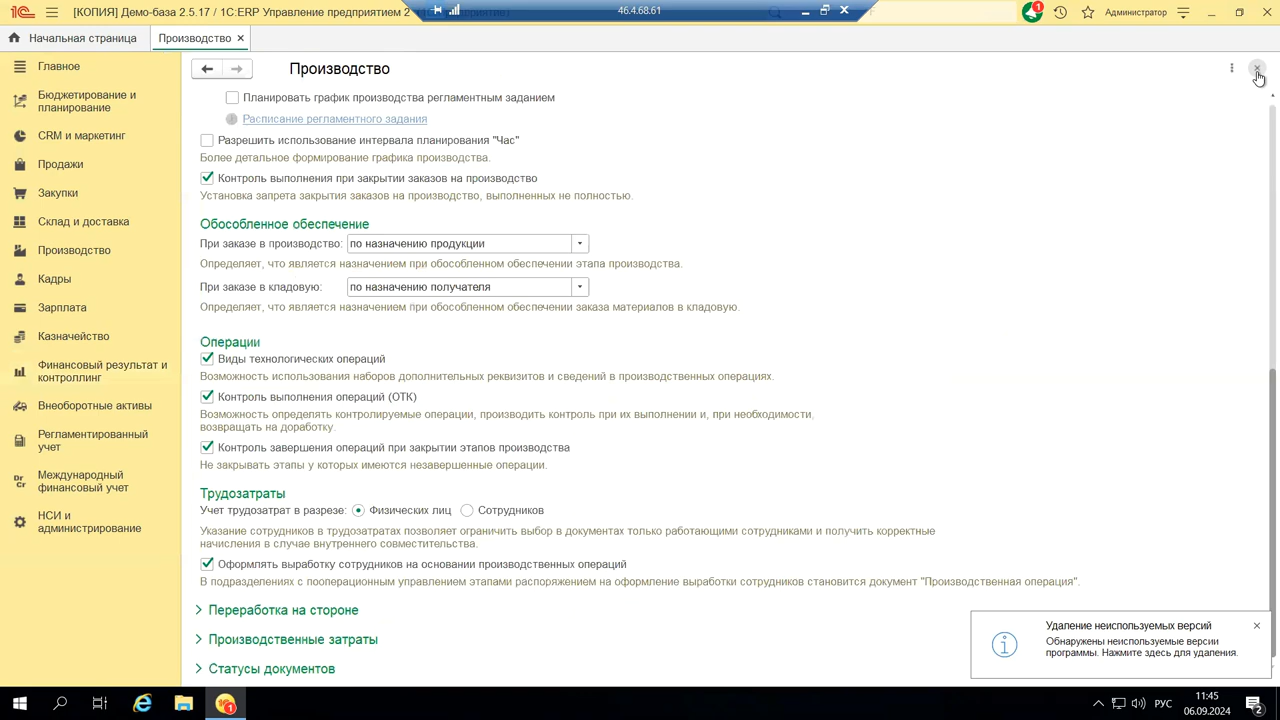 [КОПИЯ] Демо-база 2.5.17 / 1С:ERP Управление предприятием 2
46.4.68.61
1
Администратор
Начальная страница
Производство
Главное
Бюджетирование и
планирование
CRM и маркетинг
Продажи
Закупки
Склад и доставка
Производство
Кадры
Зарплата
Казначейство
Финансовый результат и
контроллинг
Внеоборотные активы
Регламентированный
учет
Dr
Cr
Международный
финансовый учет
НСИ и
администрирование
Производство
Планировать график производства регламентным заданием
Расписание регламентного задания
Разрешить использование интервала планирования "Час"
Более детальное формирование графика производства.
Контроль выполнения при закрытии заказов на производство
Установка запрета закрытия заказов на производство, выполненных не полностью.
Обособленное обеспечение
При заказе в производство: по назначению продукции
Определяет, что является назначением при обособленном обеспечении этапа производства.
При заказе в кладовую: по назначению получателя
Определяет, что является назначением при обособленном обеспечении заказа материалов в кладовую.
Операции
Виды технологических операций
Возможность использования наборов дополнительных реквизитов и сведений в производственных операциях.
Контроль выполнения операций (ОТК)
Возможность определять контролируемые операции, производить контроль при их выполнении и, при необходимости,
возвращать на доработку.
Контроль завершения операций при закрытии этапов производства
Не закрывать этапы у которых имеются незавершенные операции.
Трудозатраты
Учет трудозатрат в разрезе: Физических лиц Сотрудников
Указание сотрудников в трудозатратах позволяет ограничить выбор в документах только работающими сотрудниками и получить корректные
начисления в случае внутреннего совместительства.
Оформлять выработку сотрудников на основании производственных операций
В подразделениях с пооперационным управлением этапами распоряжением на оформление выработки сотрудников становится документ "Производственная операция".
Переработка на стороне
Производственные затраты
Статусы документов
Удаление неиспользуемых версий
Обнаружены неиспользуемые версии
программы. Нажмите здесь для удаления.
1
РУС
11:45
06.09.2024
2